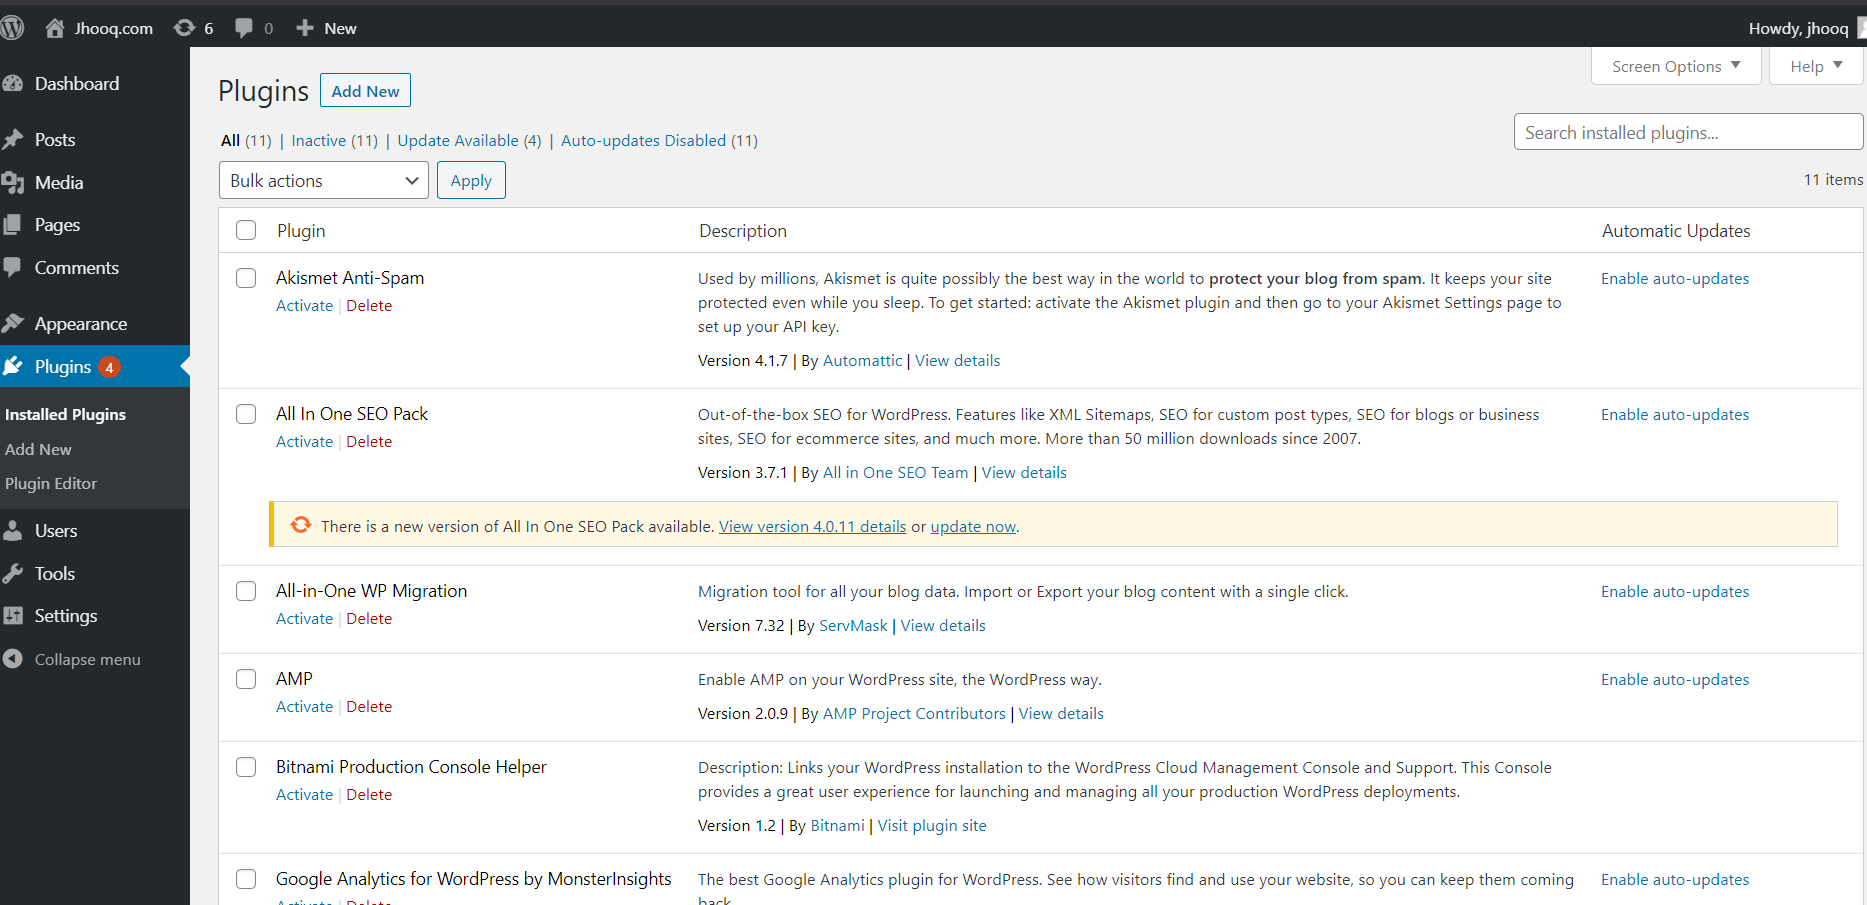 Jhooq.com 6 0 New
Howdy, jhooq
Dashboard
Posts
Media
Pages
Comments
Appearance
Plugins 4
Installed Plugins
Add New
Plugin Editor
Users
Tools
Settings
Collapse menu
Screen Options
Help
Plugins Add New
All (11) | Inactive (11) | Update Available (4) | Auto-updates Disabled (11)
Search installed plugins...
Bulk actions Apply
11 items
Plugin Description Automatic Updates
Akismet Anti-Spam
Activate | Delete
Used by millions, Akismet is quite possibly the best way in the world to protect your blog from spam. It keeps your site
protected even while you sleep. To get started: activate the Akismet plugin and then go to your Akismet Settings page to
set up your API key.
Version 4.1.7 | By Automattic | View details
Enable auto-updates
All In One SEO Pack
Activate | Delete
Out-of-the-box SEO for WordPress. Features like XML Sitemaps, SEO for custom post types, SEO for blogs or business
sites, SEO for ecommerce sites, and much more. More than 50 million downloads since 2007.
Version 3.7.1 | By All in One SEO Team | View details
Enable auto-updates
There is a new version of All In One SEO Pack available. View version 4.0.11 details or update now.
All-in-One WP Migration
Activate | Delete
Migration tool for all your blog data. Import or Export your blog content with a single click.
Version 7.32 | By ServMask | View details
Enable auto-updates
AMP
Activate | Delete
Enable AMP on your WordPress site, the WordPress way.
Version 2.0.9 | By AMP Project Contributors | View details
Enable auto-updates
Bitnami Production Console Helper
Activate | Delete
Description: Links your WordPress installation to the WordPress Cloud Management Console and Support. This Console
provides a great user experience for launching and managing all your production WordPress deployments.
Version 1.2 | By Bitnami | Visit plugin site
Google Analytics for WordPress by MonsterInsights
Activate | Delete
The best Google Analytics plugin for WordPress. See how visitors find and use your website, so you can keep them coming
back.
Enable auto-updates